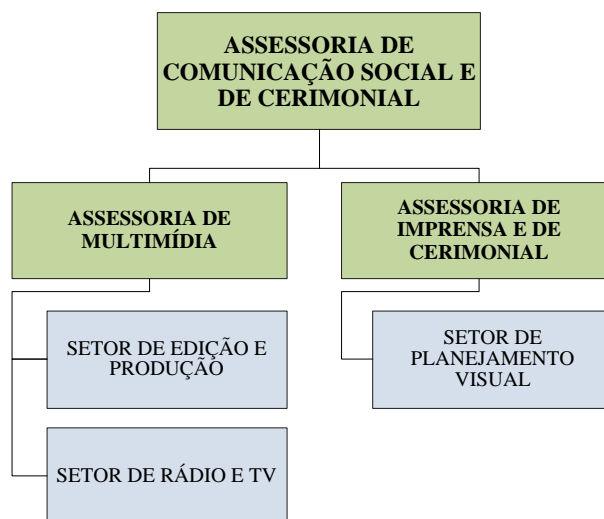 ASSESSORIA DE
COMUNICAÇÃO SOCIAL E
DE CERIMONIAL
ASSESSORIA DE
MULTIMÍDIA
SETOR DE EDIÇÃO E
PRODUÇÃO
SETOR DE RÁDIO E TV
ASSESSORIA DE
IMPRENSA E DE
CERIMONIAL
SETOR DE
PLANEJAMENTO
VISUAL